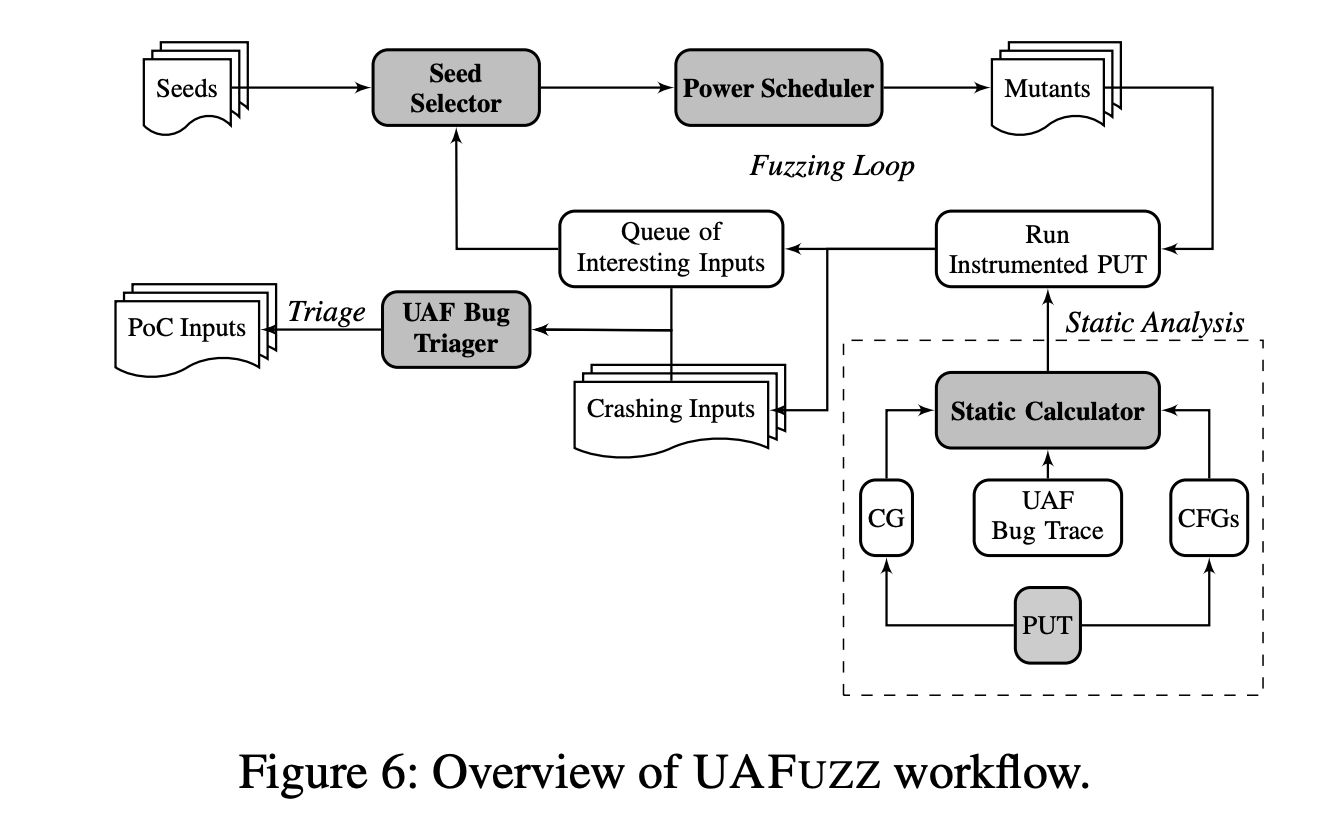 Seeds
Seed
Selector
Power Scheduler
Mutants
Fuzzing Loop
Queue of
Interesting Inputs
Run
Instrumented PUT
PoC Inputs
Triage
UAF Bug
Triager
Static Analysis
Crashing Inputs
Static Calculator
CG
UAF
Bug Trace
CFGs
PUT
Figure 6: Overview of UAFUZZ workflow.